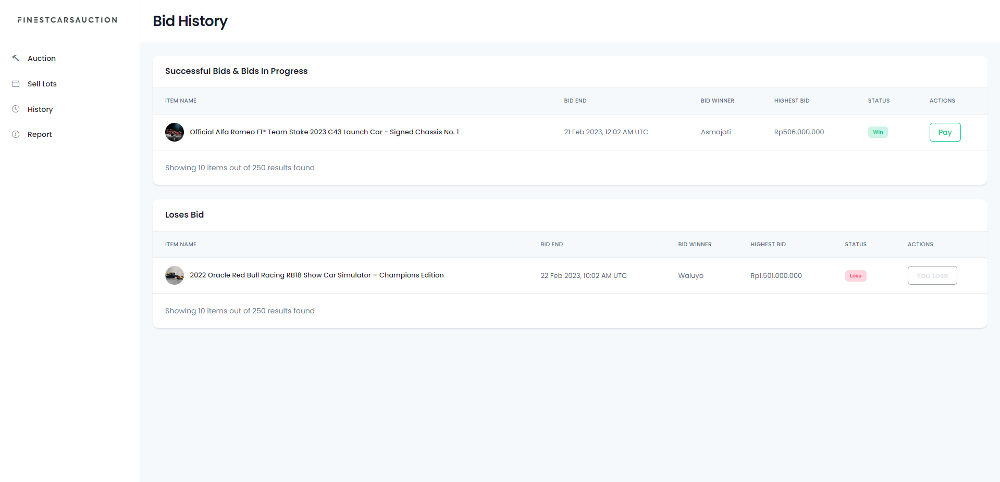 FINESTCARSAUCTION
Auction
Sell Lots
History
Report
Bid History
Successful Bids & Bids In Progress
ITEM NAME BID END BID WINNER HIGHEST BID STATUS ACTIONS
Official Alfa Romeo F1® Team Stake 2023 C43 Launch Car - Signed Chassis No. 1 21 Feb 2023, 12:02 AM UTC Asmajati Rp506.000.000 Win Pay
Showing 10 items out of 250 results found
Loses Bid
ITEM NAME BID END BID WINNER HIGHEST BID STATUS ACTIONS
2022 Oracle Red Bull Racing RB18 Show Car Simulator – Champions Edition 22 Feb 2023, 10:02 AM UTC Waluyo Rp1.501.000.000 Lose You Lose
Showing 10 items out of 250 results found